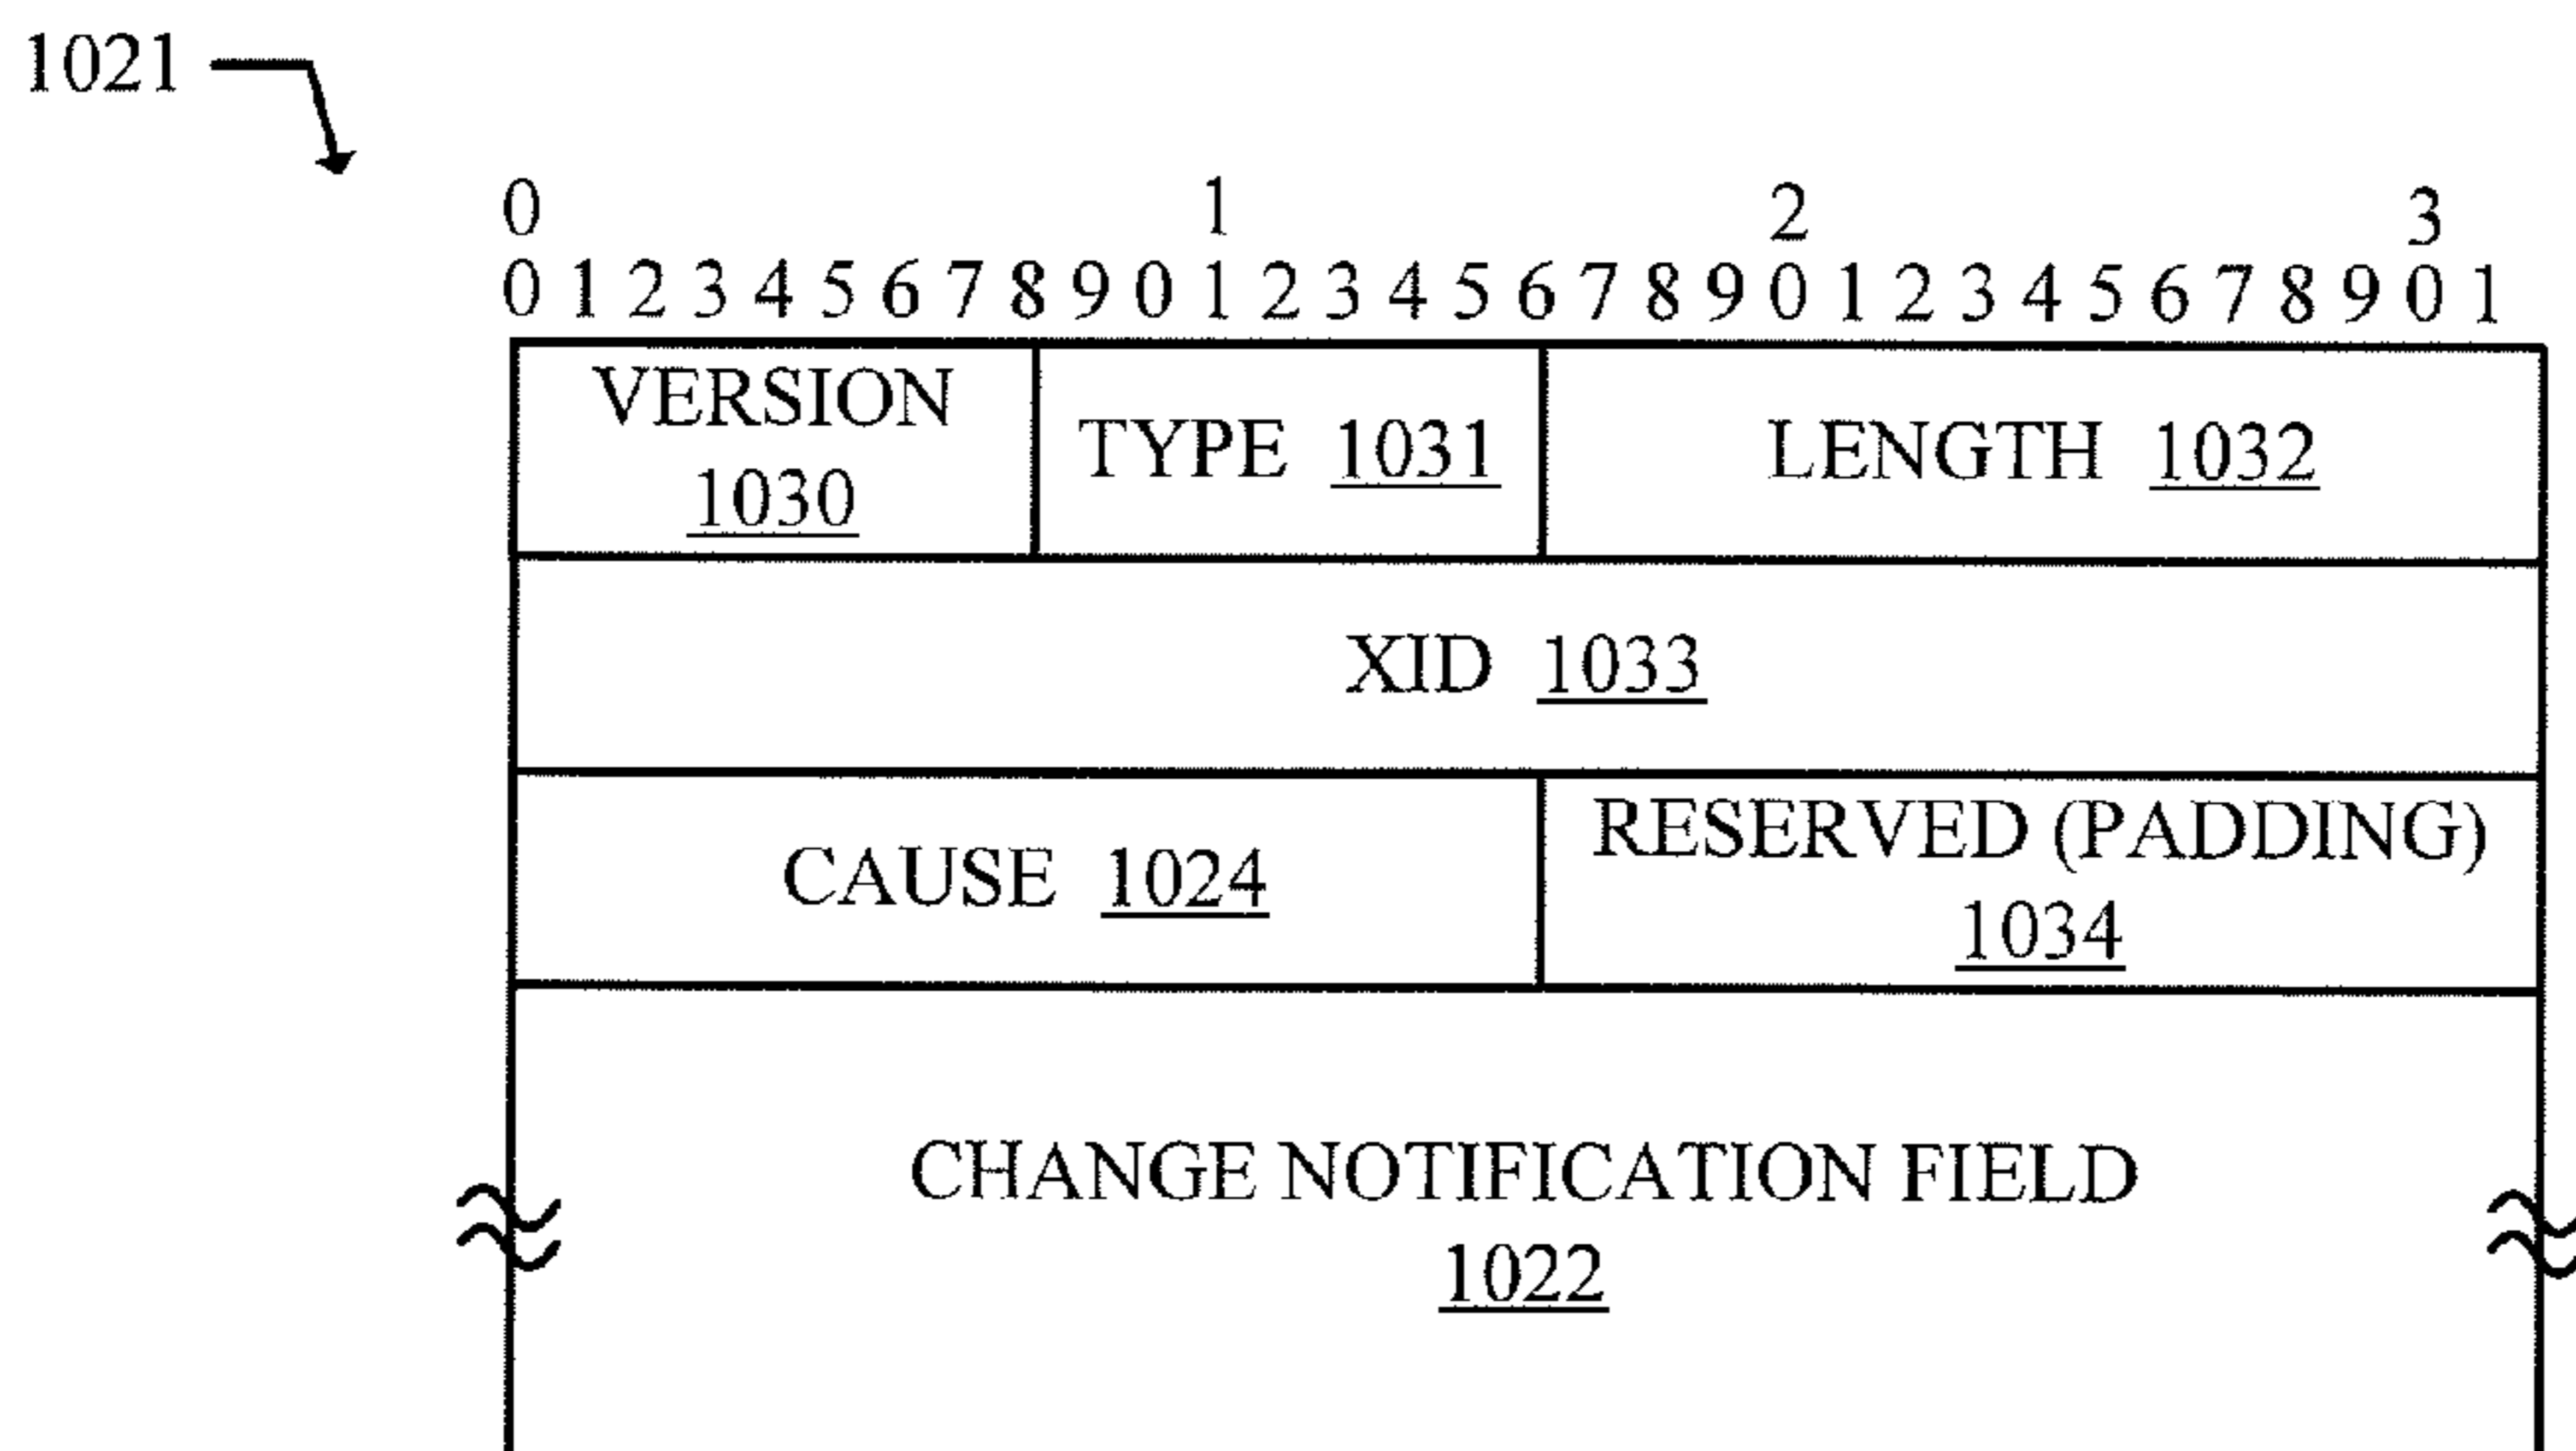 1021
0 1 2 3
0 1 2 3 4 5 6 7 8 9 0 1 2 3 4 5 6 7 8 9 0 1 2 3 4 5 6 7 8 9 0 1
VERSION
1030
TYPE 1031
LENGTH 1032
XID 1033
CAUSE 1024
RESERVED (PADDING)
1034
CHANGE NOTIFICATION FIELD
1022